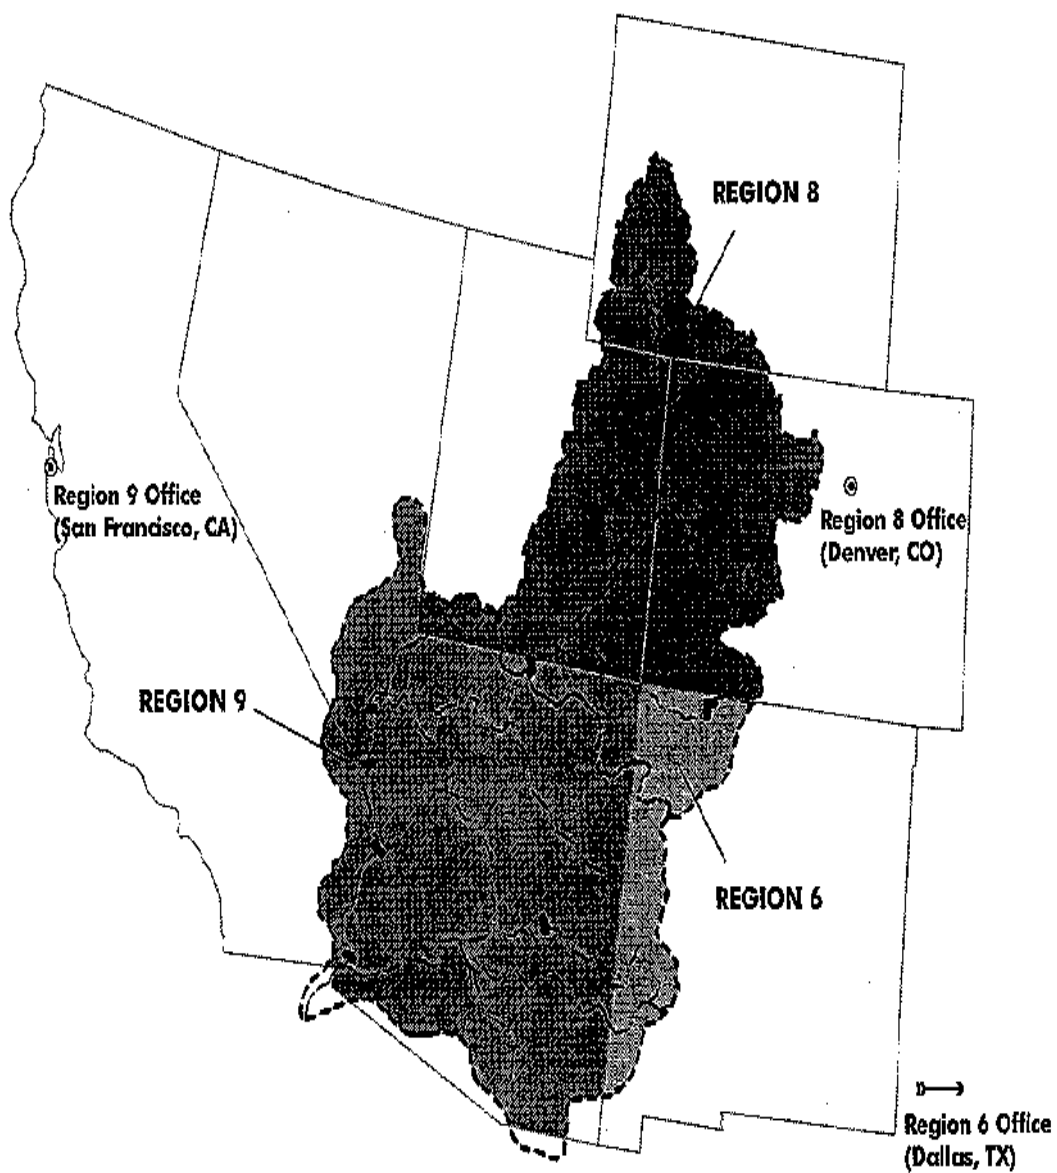 REGION 8
Region 9 Office
(San Francisco, CA)
Region 8 Office
(Denver, CO)
REGION 9
REGION 6
Region 6 Office
(Dallas, TX)